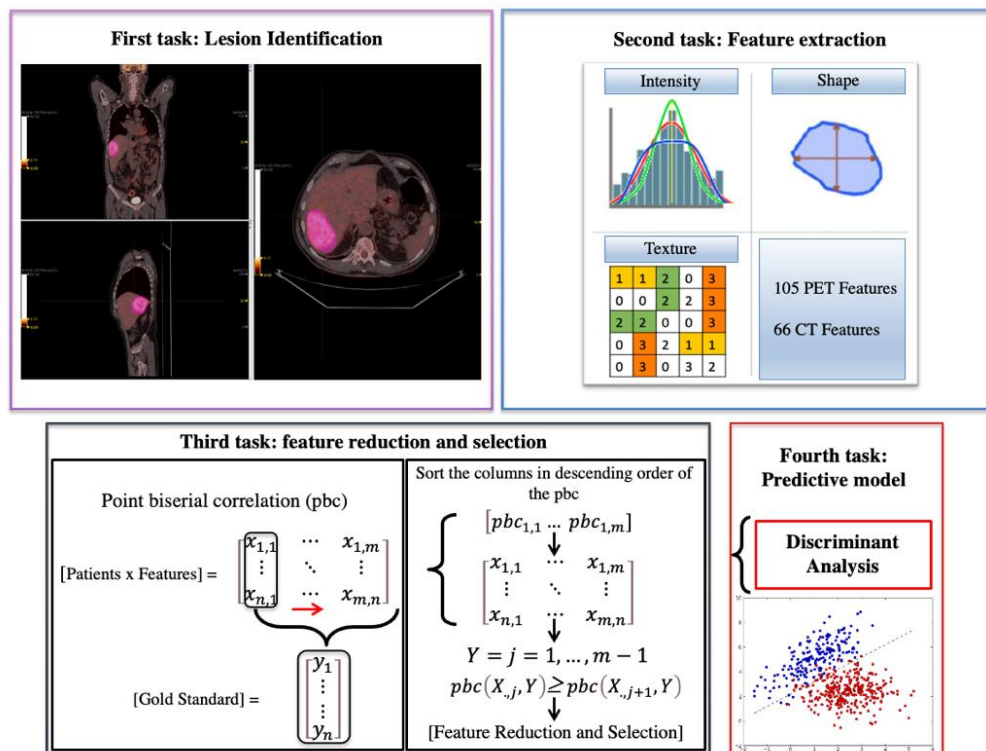 First task: Lesion Identification
Second task: Feature extraction
Intensity
Shape
Texture
1 1 2 0 3
0 0 2 2 3
2 2 0 0 3
0 3 2 1 1
0 3 0 3 2
105 PET Features
66 CT Features
Third task: feature reduction and selection
Point biserial correlation (pbc)
[Patients x Features] =
x₁,₁ ⋯ x₁,ₘ
⋮ ⋱ ⋮
xₙ,₁ ⋯ xₘ,ₙ
[Gold Standard] =
y₁
⋮
⋮
yₙ
Sort the columns in descending order of
the pbc
[pbc₁,₁ … pbc₁,ₘ]
x₁,₁ ⋯ x₁,ₘ
⋮ ⋱ ⋮
xₙ,₁ ⋯ xₘ,ₙ
Y = j = 1, … , m − 1
pbc(X.,j, Y) ≥ pbc(X.,j+1, Y)
[Feature Reduction and Selection]
Fourth task:
Predictive model
Discriminant
Analysis